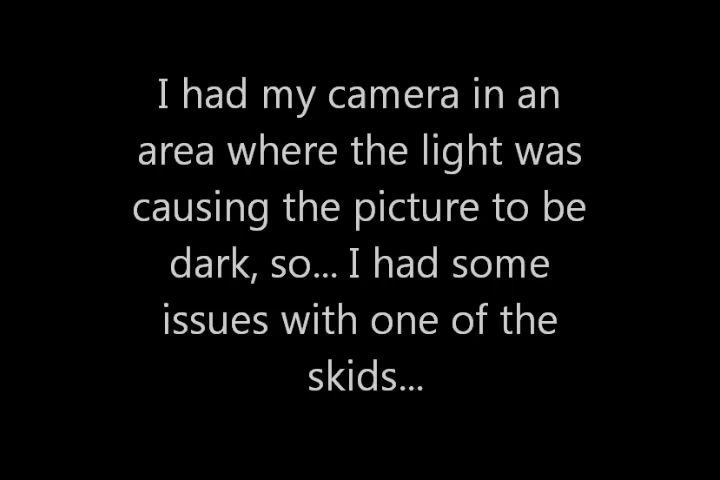 I had my camera in an
area where the light was
causing the picture to be
dark, so... I had some
issues with one of the
skids...